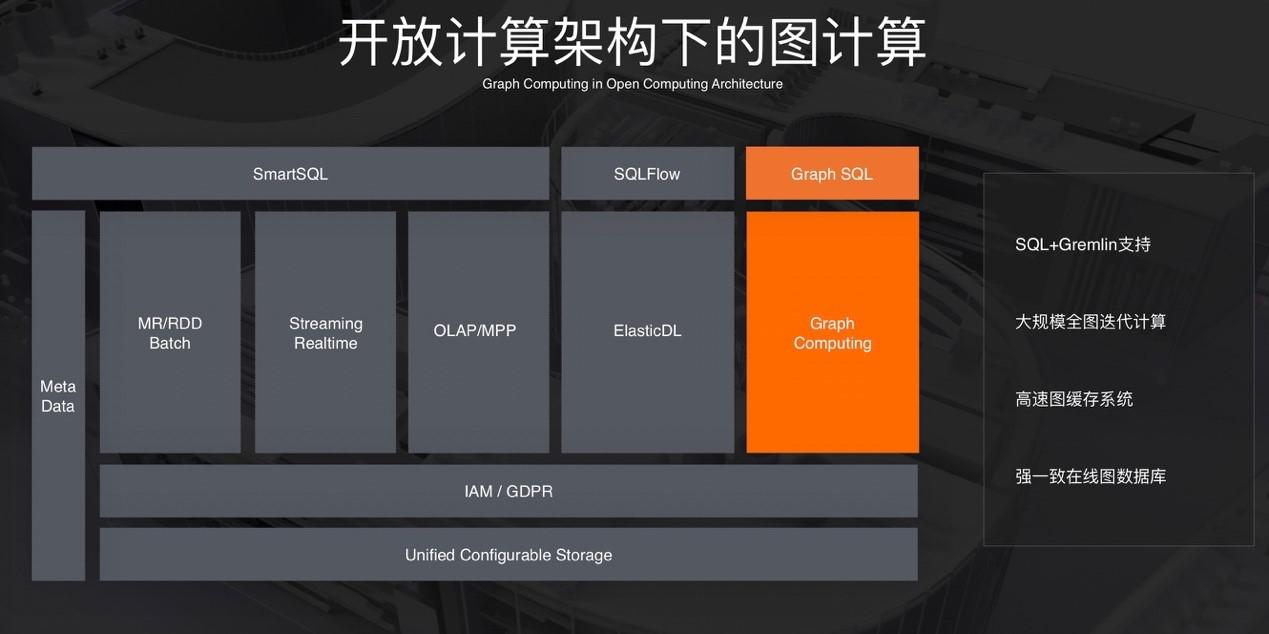 开放计算架构下的图计算
Graph Computing in Open Computing Architecture
SmartSQL
SQLFlow
Graph SQL
Meta
Data
MR/RDD
Batch
Streaming
Realtime
OLAP/MPP
ElasticDL
Graph
Computing
IAM / GDPR
Unified Configurable Storage
SQL+Gremlin支持
大规模全图迭代计算
高速图缓存系统
强一致在线图数据库